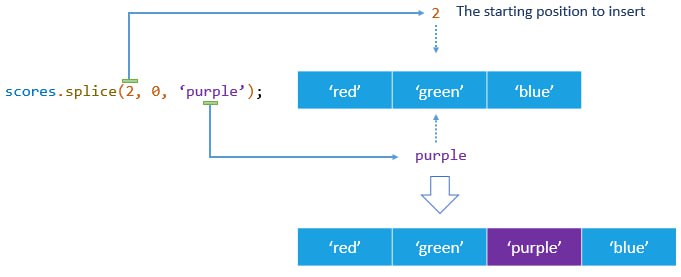 2 The starting position to insert
scores.splice(2, 0, ‘purple’);
‘red’ ‘green’ ‘blue’
purple
‘red’ ‘green’ ‘purple’ ‘blue’